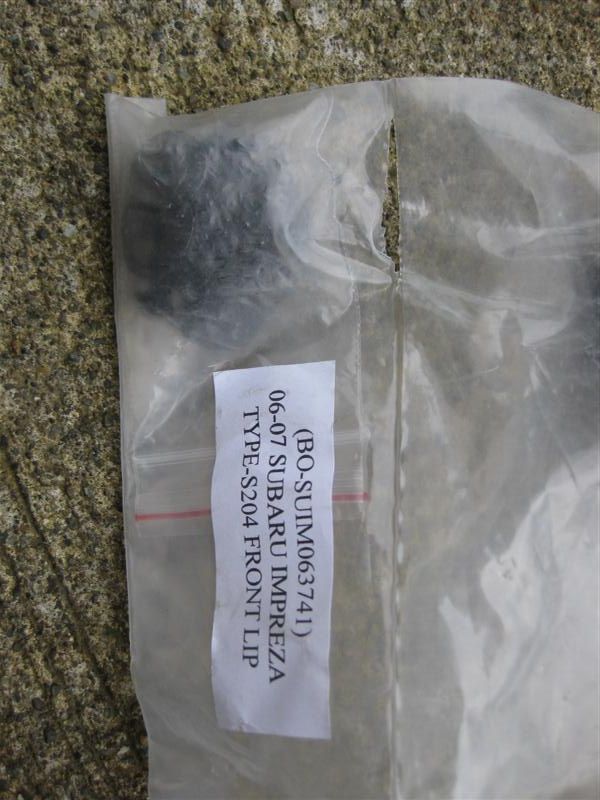 (BO-SUIM063741)
06-07 SUBARU IMPREZA
TYPE-S204 FRONT LIP